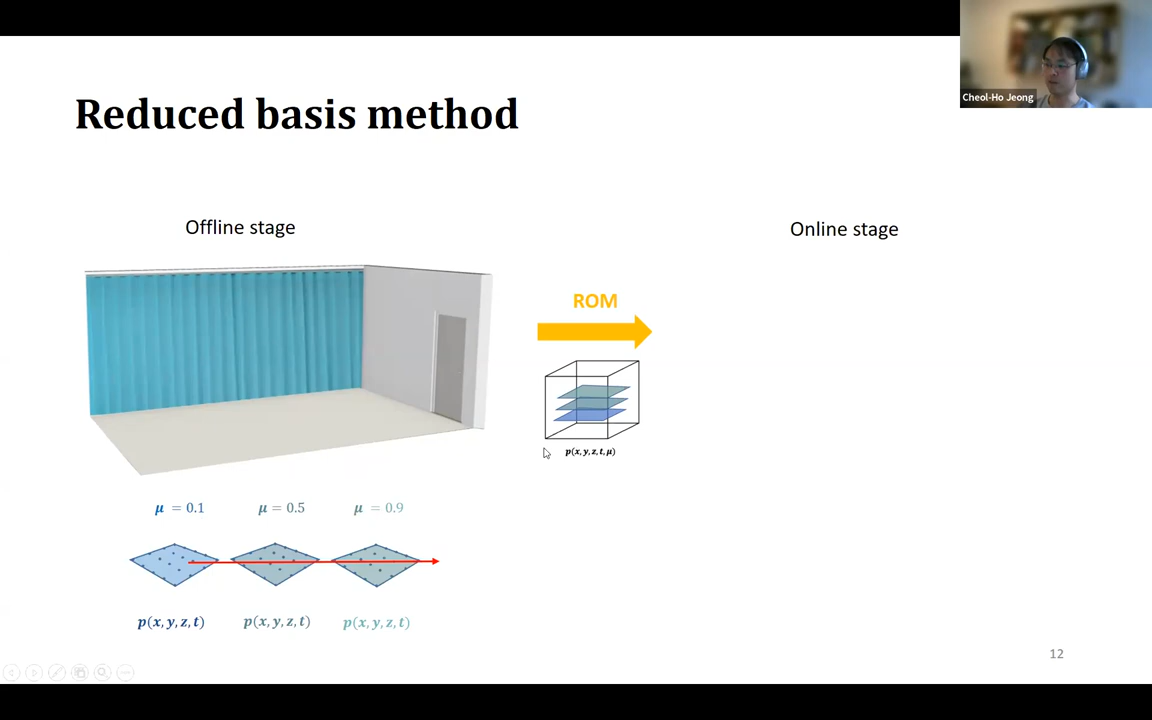 Cheol-Ho Jeong
Reduced basis method
Offline stage
Online stage
ROM
p(x, y, z, t, μ)
μ = 0.1 μ = 0.5 μ = 0.9
p(x, y, z, t) p(x, y, z, t) p(x, y, z, t)
12